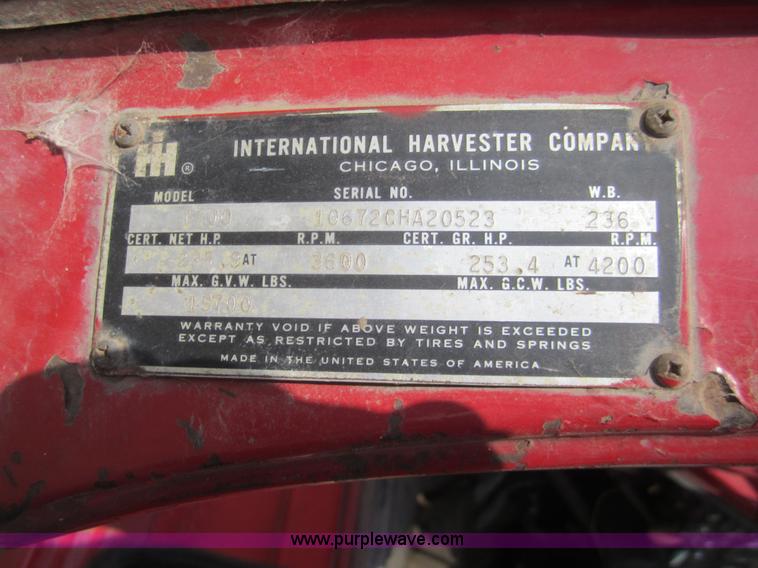 IH ® INTERNATIONAL HARVESTER COMPAN
CHICAGO, ILLINOIS
MODEL SERIAL NO. W.B.
10672CHA20523 236
CERT. NET H.P. R.P.M. CERT. GR. H.P. R.P.M.
AT 3600 253.4 AT 4200
MAX. G.V.W. LBS. MAX. G.C.W. LBS.
WARRANTY VOID IF ABOVE WEIGHT IS EXCEEDED
EXCEPT AS RESTRICTED BY TIRES AND SPRINGS
MADE IN THE UNITED STATES OF AMERICA
www.purplewave.com